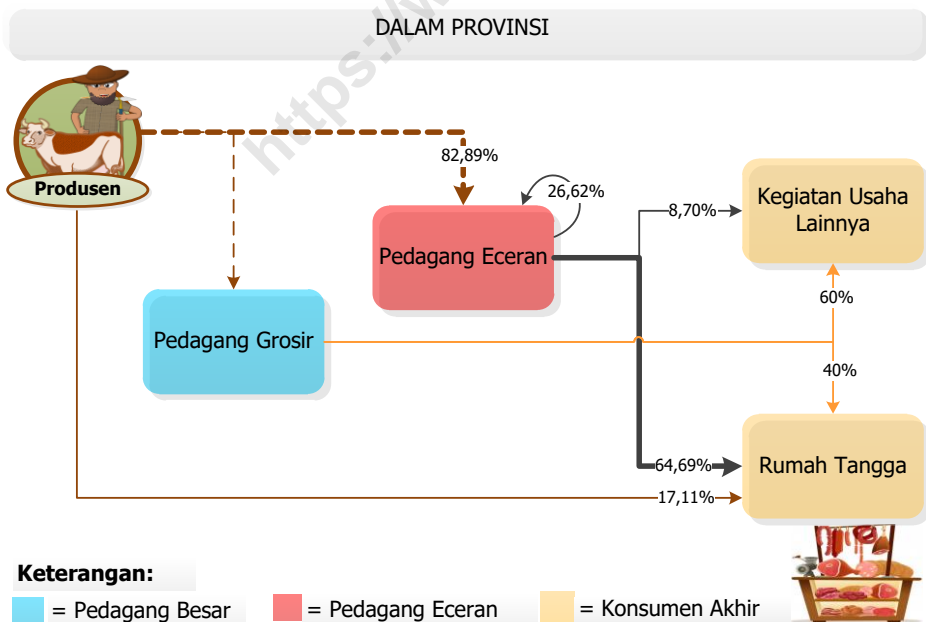 DALAM PROVINSI
https://w
Produsen
82,89%
26,62%
8,70%
Kegiatan Usaha
Lainnya
Pedagang Eceran
60%
Pedagang Grosir
40%
64,69%
Rumah Tangga
17,11%
Keterangan:
= Pedagang Besar
= Pedagang Eceran
= Konsumen Akhir